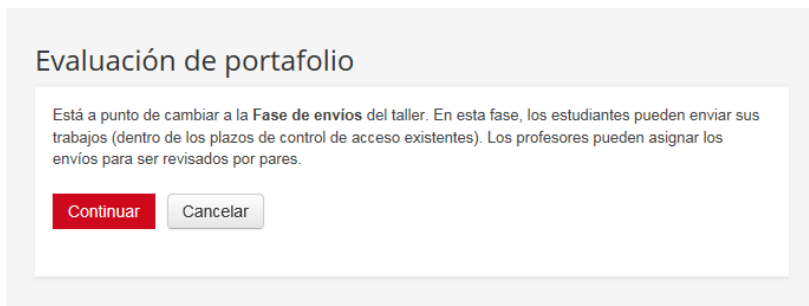 Evaluación de portafolio
Está a punto de cambiar a la Fase de envíos del taller. En esta fase, los estudiantes pueden enviar sus
trabajos (dentro de los plazos de control de acceso existentes). Los profesores pueden asignar los
envíos para ser revisados por pares.
Continuar
Cancelar